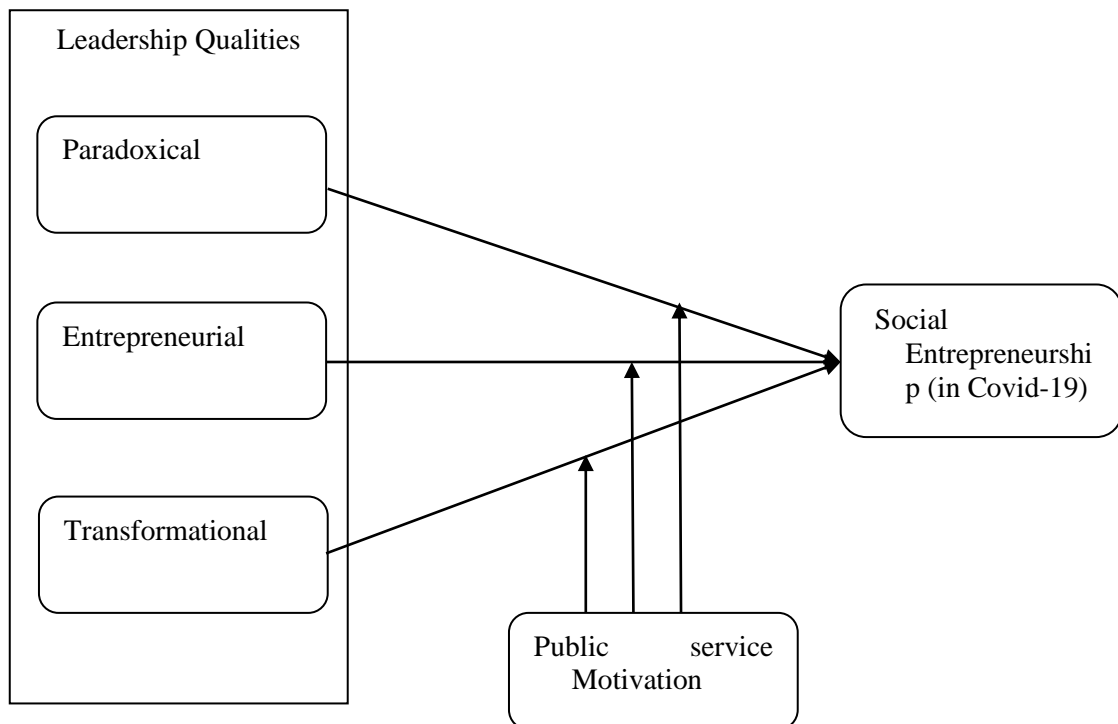 Leadership Qualities
Paradoxical
Entrepreneurial
Social
Entrepreneurshi
p (in Covid-19)
Transformational
Public service
Motivation